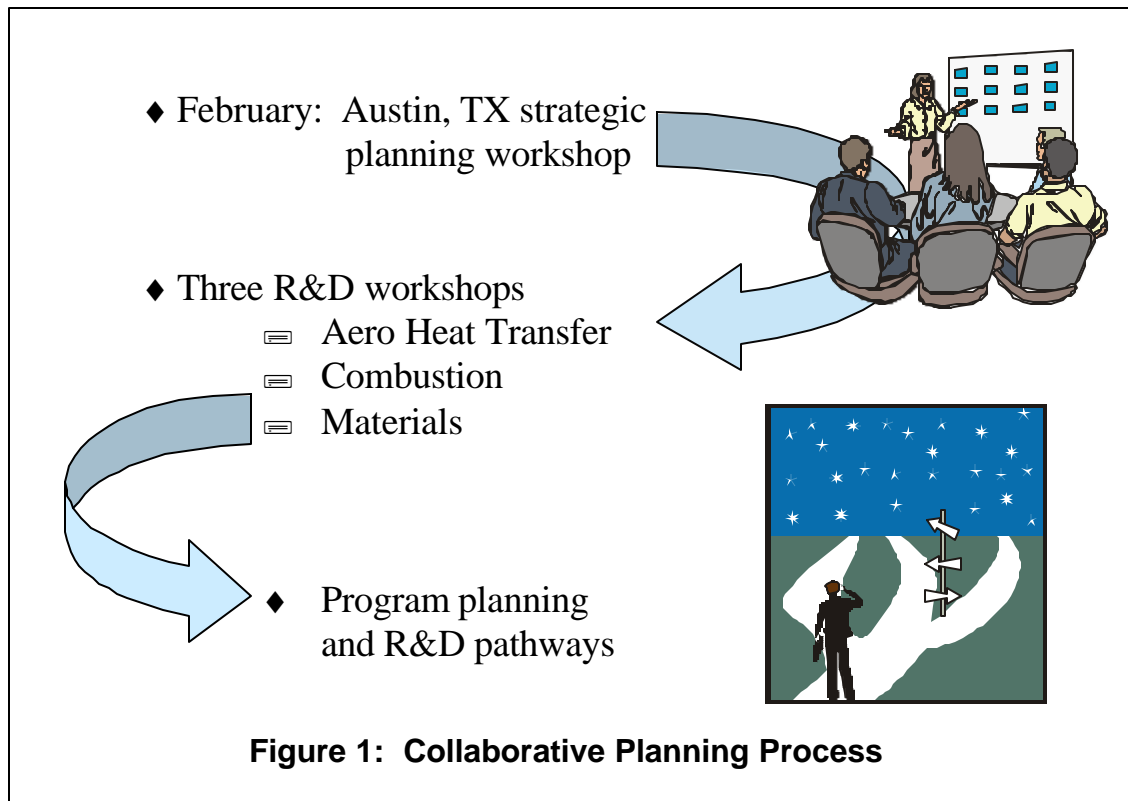 ♦ February: Austin, TX strategic
planning workshop
♦ Three R&D workshops
Aero Heat Transfer
Combustion
Materials
♦ Program planning
and R&D pathways
Figure 1: Collaborative Planning Process